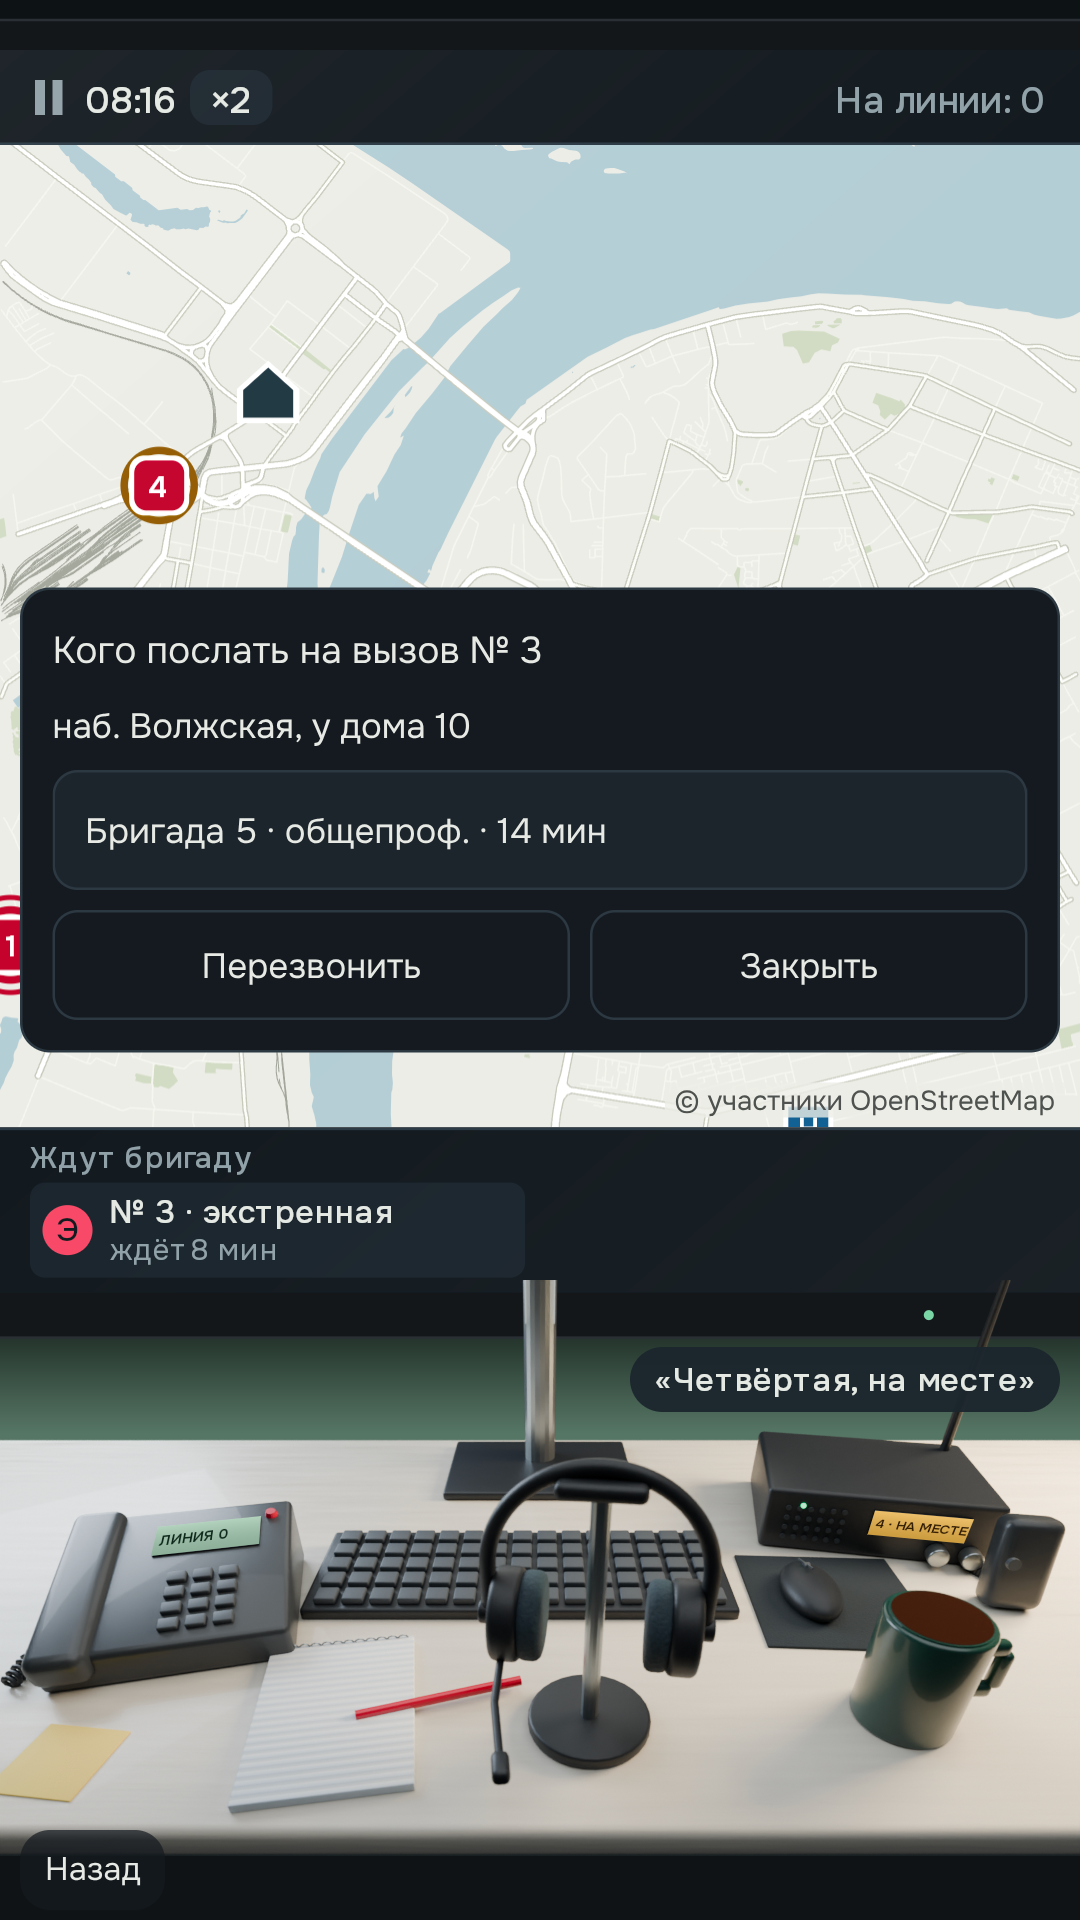 08:16 ×2 На линии: 0
4
Кого послать на вызов № 3
наб. Волжская, у дома 10
Бригада 5 · общепроф. · 14 мин
1
Перезвонить Закрыть
© участники OpenStreetMap
Ждут бригаду
Э № 3 · экстренная
ждёт 8 мин
«Четвёртая, на месте»
ЛИНИЯ 0
4 · НА МЕСТЕ
Назад